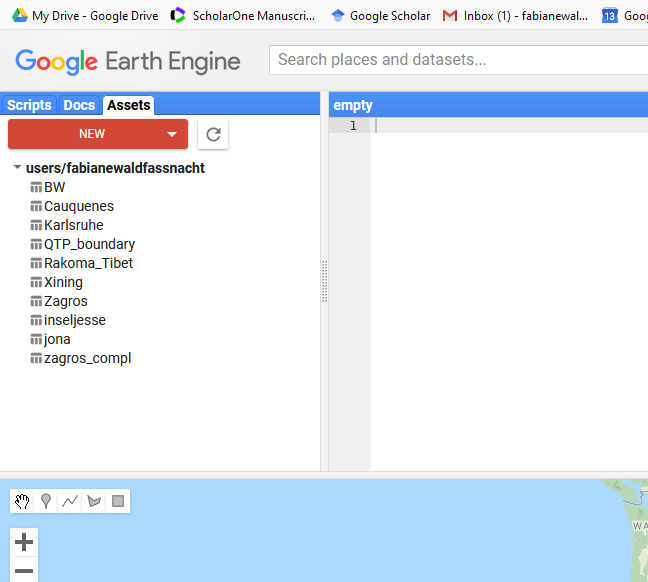 My Drive - Google Drive ScholarOne Manuscri... Google Scholar Inbox (1) - fabianewal... 13 Goog
Google Earth Engine Search places and datasets...
Scripts Docs Assets empty
NEW 1
users/fabianewaldfassnacht
BW
Cauquenes
Karlsruhe
QTP_boundary
Rakoma_Tibet
Xining
Zagros
inseljesse
jona
zagros_compl
WA